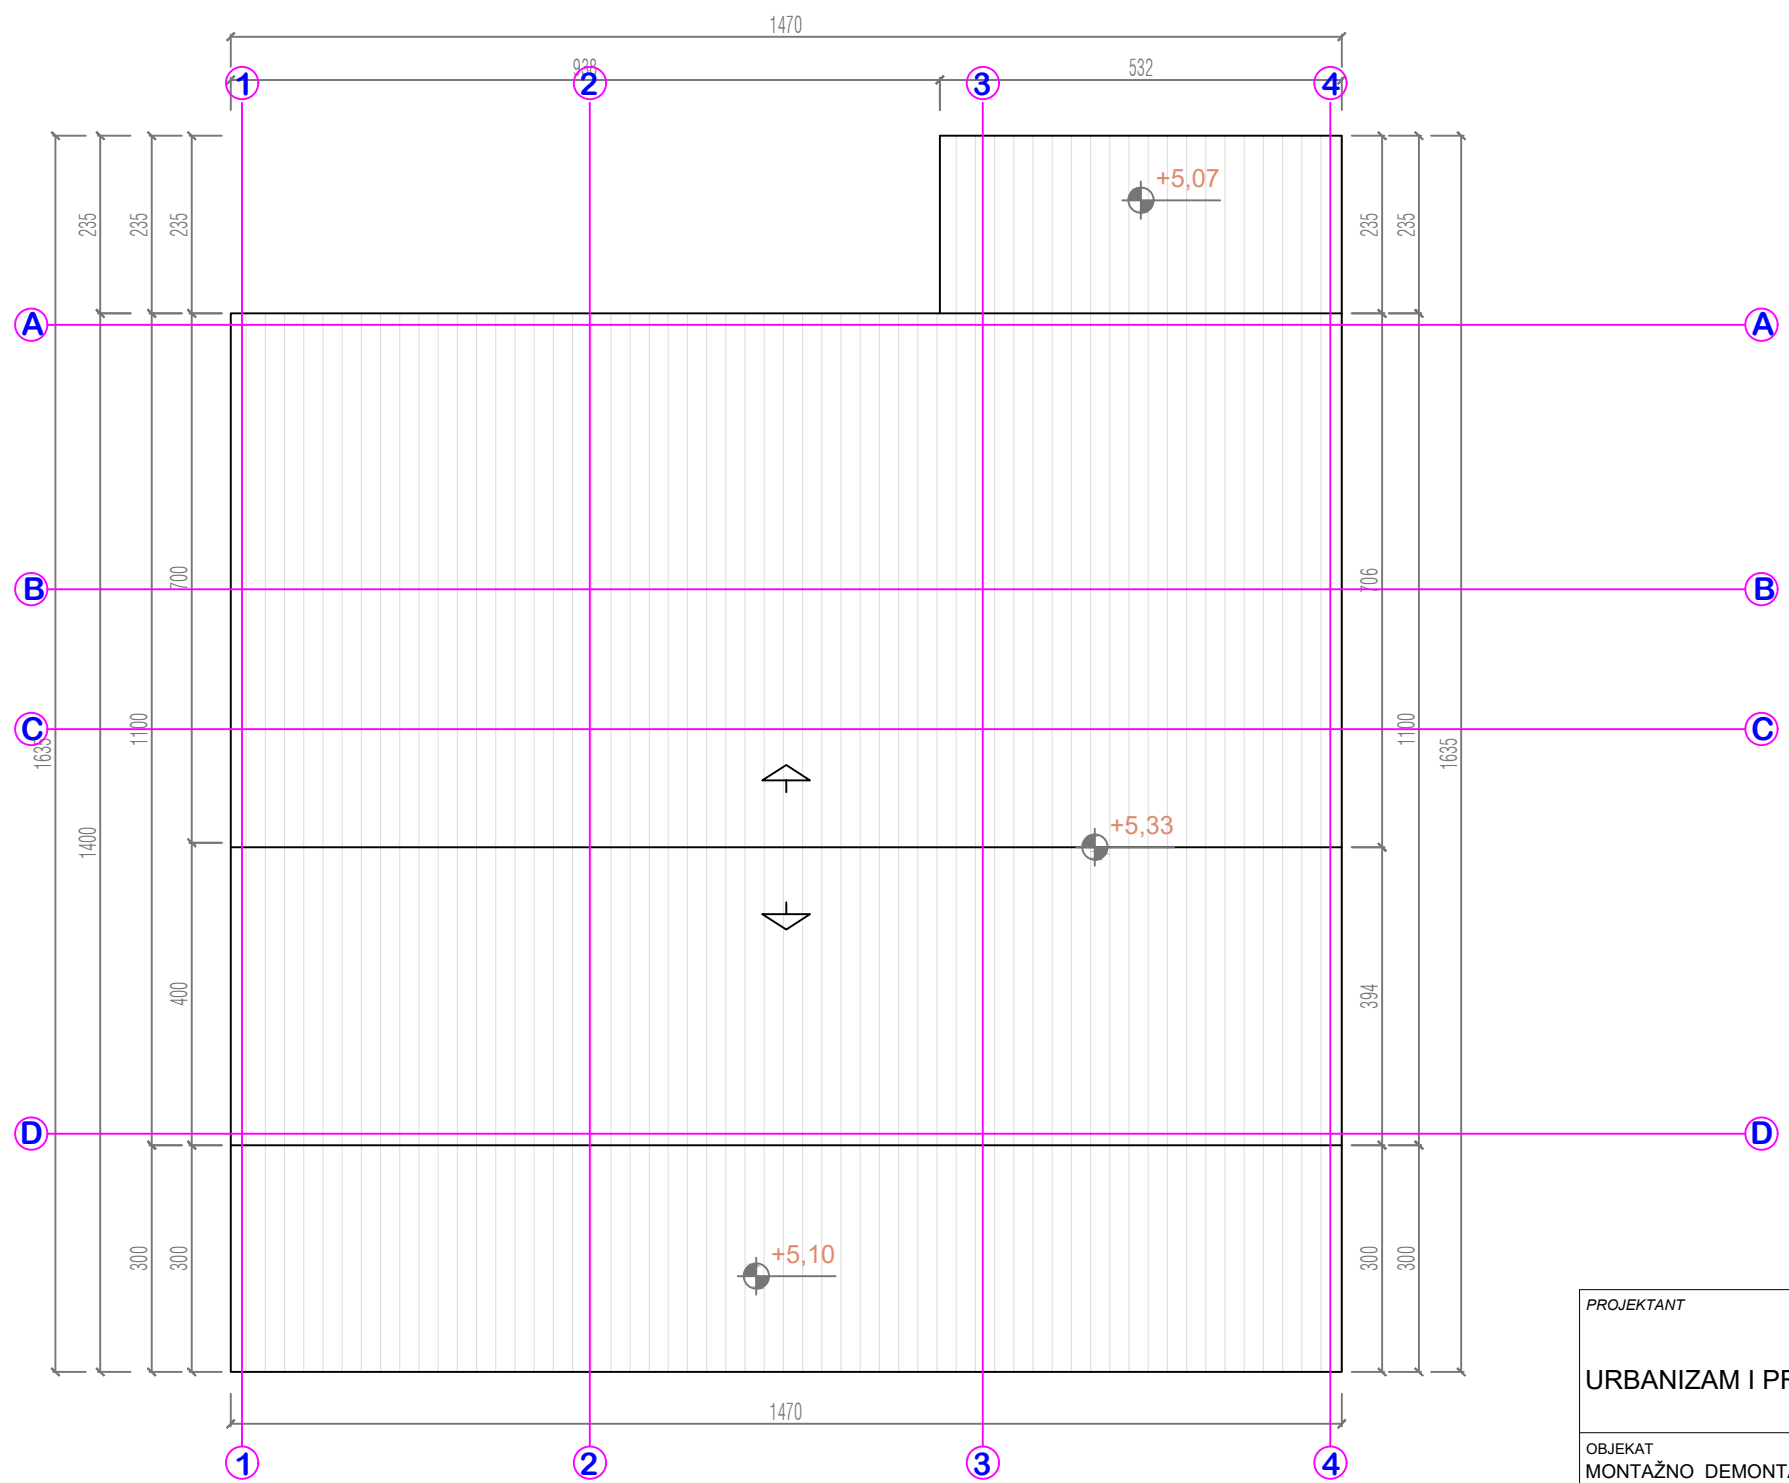 1470
938 532
1 2 3 4
+5,07
235 235 235 235 235
A A
700 706
B B
1100 1100
C C
1635 1635
+5,33
1400
400 394
D D
300 300 300 300
+5,10
1470
1 2 3 4
PROJEKTANT
URBANIZAM I PR
OBJEKAT
MONTAŽNO DEMONTA